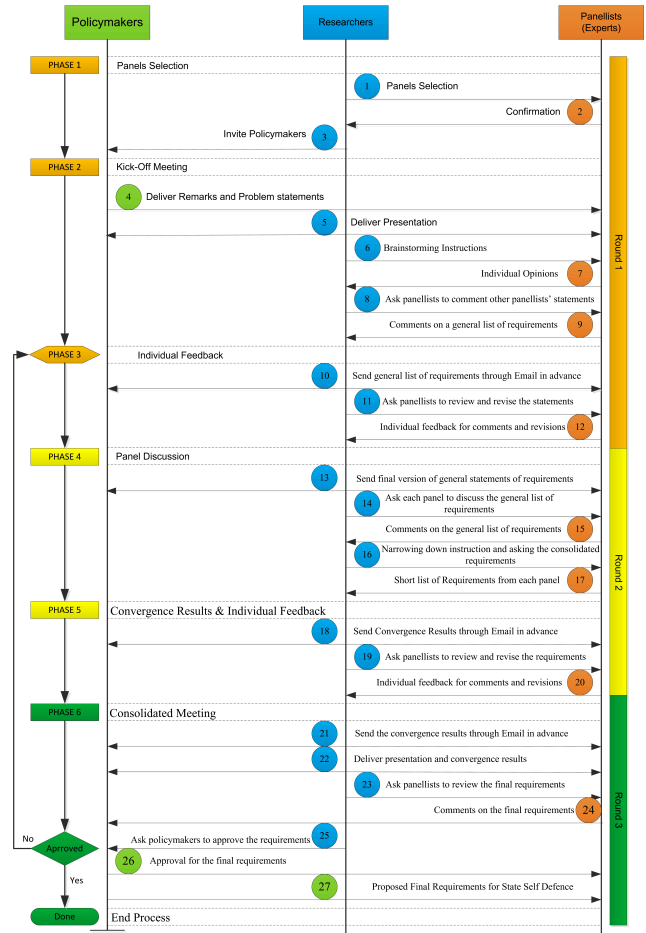 Policymakers
Researchers
Panellists
(Experts)
PHASE 1
Panels Selection
1
Panels Selection
Confirmation
2
Invite Policymakers
3
PHASE 2
Kick-Off Meeting
4
Deliver Remarks and Problem statements
5
Deliver Presentation
6
Brainstorming Instructions
Individual Opinions
7
8
Ask panellists to comment other panellists' statements
Comments on a general list of requirements
9
Round 1
PHASE 3
Individual Feedback
10
Send general list of requirements through Email in advance
11
Ask panellists to review and revise the statements
Individual feedback for comments and revisions
12
PHASE 4
Panel Discussion
13
Send final version of general statements of requirements
14
Ask each panel to discuss the general list of
requirements
Comments on the general list of requirements
15
16
Narrowing down instruction and asking the consolidated
requirements
Short list of Requirements from each panel
17
Round 2
PHASE 5
Convergence Results & Individual Feedback
18
Send Convergence Results through Email in advance
19
Ask panellists to review and revise the requirements
Individual feedback for comments and revisions
20
PHASE 6
Consolidated Meeting
21
Send the convergence results through Email in advance
22
Deliver presentation and convergence results
23
Ask panellists to review the final requirements
Comments on the final requirements
24
Round 3
Ask policymakers to approve the requirements
25
No
Approved
26
Approval for the final requirements
Yes
27
Proposed Final Requirements for State Self Defence
Done
End Process